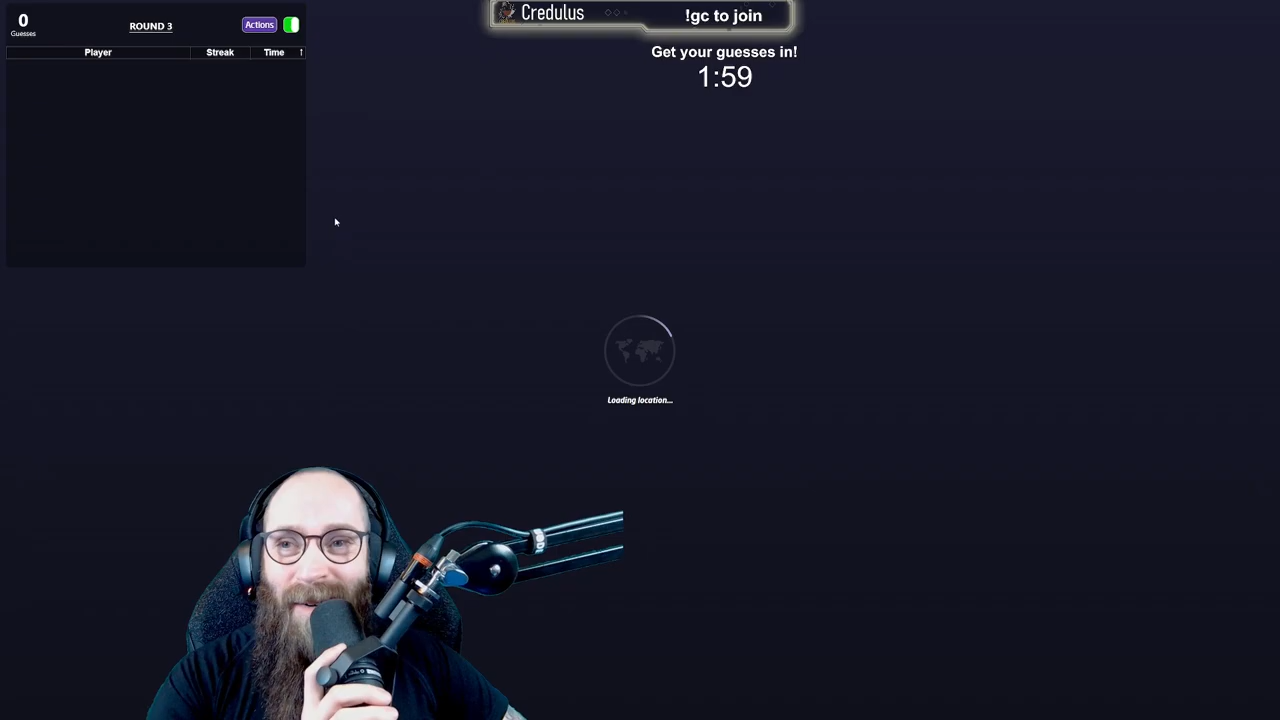 0
Guesses
ROUND 3
Actions
Player Streak Time ↑
Credulus
!gc to join
Get your guesses in!
1:59
Loading location...